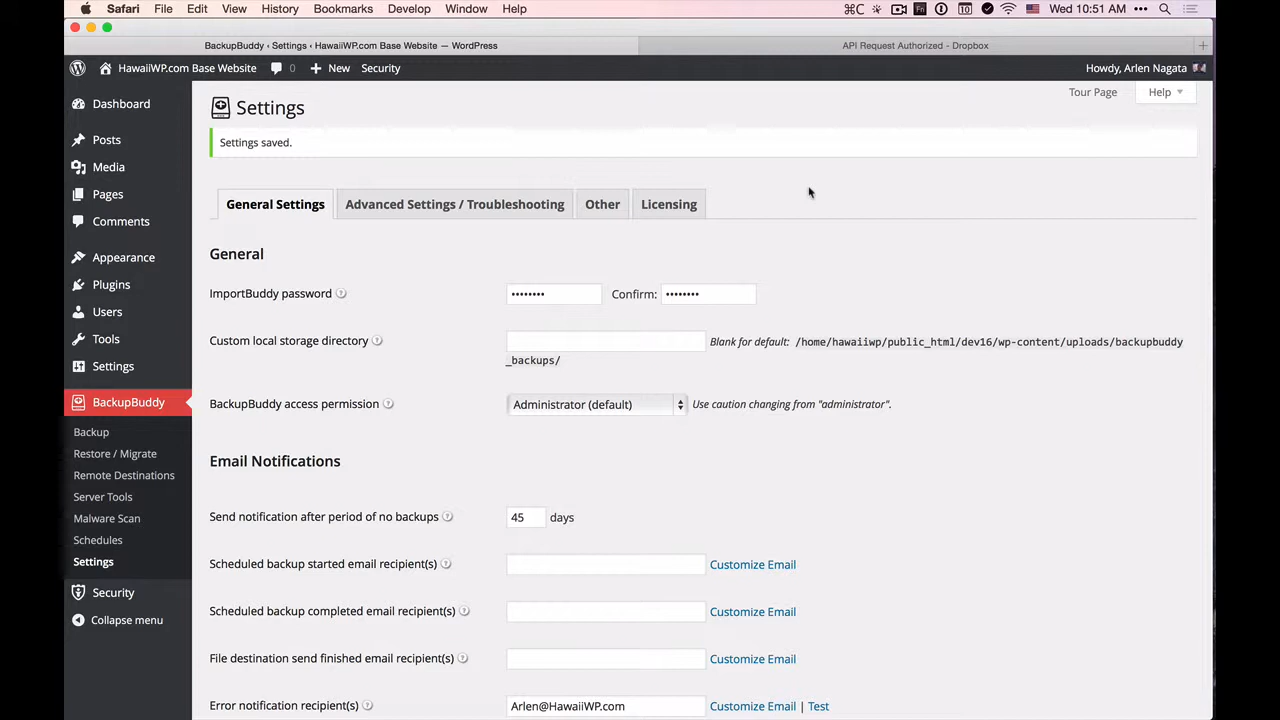 Safari File Edit View History Bookmarks Develop Window Help Wed 10:51 AM
BackupBuddy ‹ Settings ‹ HawaiiWP.com Base Website — WordPress
API Request Authorized - Dropbox
HawaiiWP.com Base Website 0 + New Security Howdy, Arlen Nagata
Tour Page Help
Dashboard
Posts
Media
Pages
Comments
Appearance
Plugins
Users
Tools
Settings
BackupBuddy
Backup
Restore / Migrate
Remote Destinations
Server Tools
Malware Scan
Schedules
Settings
Security
Collapse menu
Settings
Settings saved.
General Settings Advanced Settings / Troubleshooting Other Licensing
General
ImportBuddy password ? •••••••• Confirm: ••••••••
Custom local storage directory ? Blank for default: /home/hawaiiwp/public_html/dev16/wp-content/uploads/backupbuddy
_backups/
BackupBuddy access permission ? Administrator (default) Use caution changing from "administrator".
Email Notifications
Send notification after period of no backups ? 45 days
Scheduled backup started email recipient(s) ? Customize Email
Scheduled backup completed email recipient(s) ? Customize Email
File destination send finished email recipient(s) ? Customize Email
Error notification recipient(s) ? Arlen@HawaiiWP.com Customize Email | Test